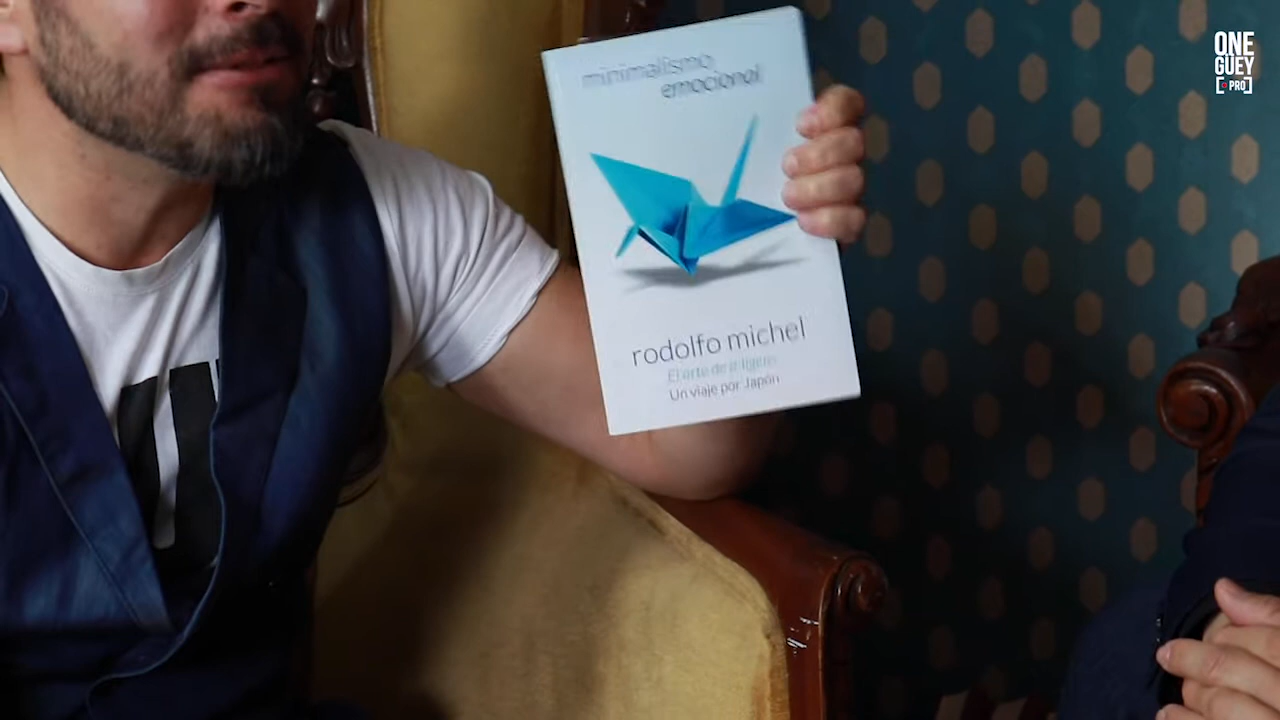 ONE
GUEY
PRO
minimalismo
emocional
rodolfo michel
El arte de ir ligero
Un viaje por Japón